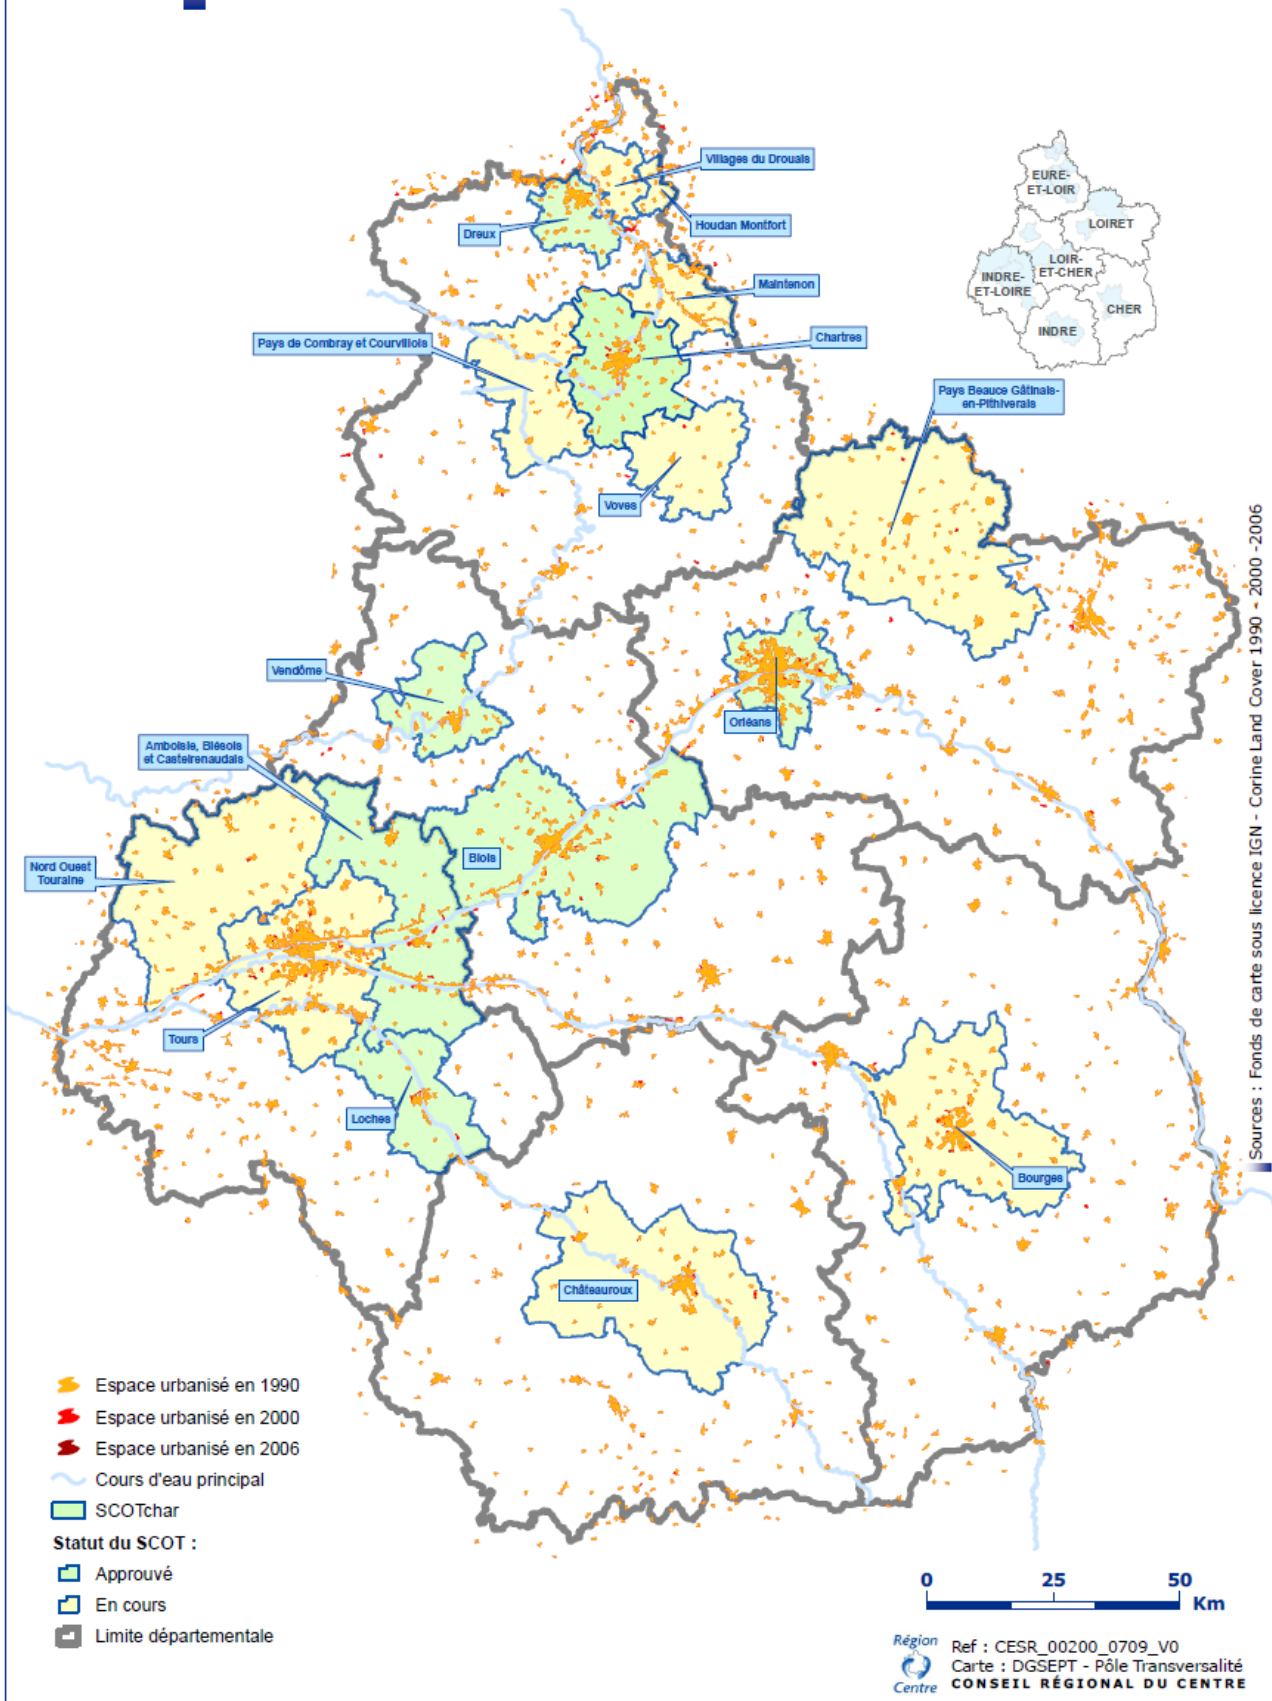 Villages du Drouais
Dreux
Houdan Montfort
Maintenon
Pays de Combray et Courvillois
Chartres
Voves
Pays Beauce Gâtinais-
en-Pithiverais
EURE-
ET-LOIR
LOIRET
LOIR-
ET-CHER
INDRE-
ET-LOIRE
CHER
INDRE
Vendôme
Orléans
Amboisie, Blésois
et Castelrenaudais
Blois
Nord Ouest
Touraine
Tours
Loches
Bourges
Châteauroux
Sources : Fonds de carte sous licence IGN - Corine Land Cover 1990 - 2000 -2006
Espace urbanisé en 1990
Espace urbanisé en 2000
Espace urbanisé en 2006
Cours d'eau principal
SCOTchar
Statut du SCOT :
Approuvé
En cours
Limite départementale
0 25 50
Km
Région
Centre
Ref : CESR_00200_0709_V0
Carte : DGSEPT - Pôle Transversalité
CONSEIL RÉGIONAL DU CENTRE